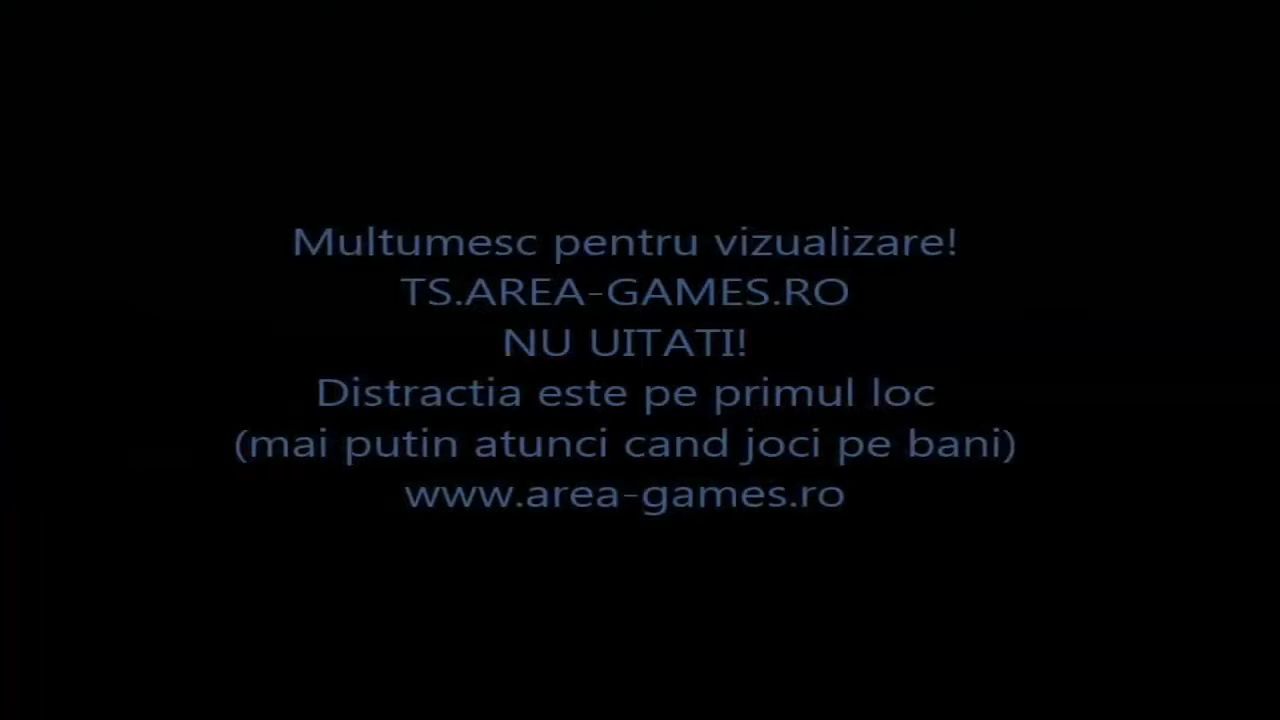 Multumesc pentru vizualizare!
TS.AREA-GAMES.RO
NU UITATI!
Distractia este pe primul loc
(mai putin atunci cand joci pe bani)
www.area-games.ro